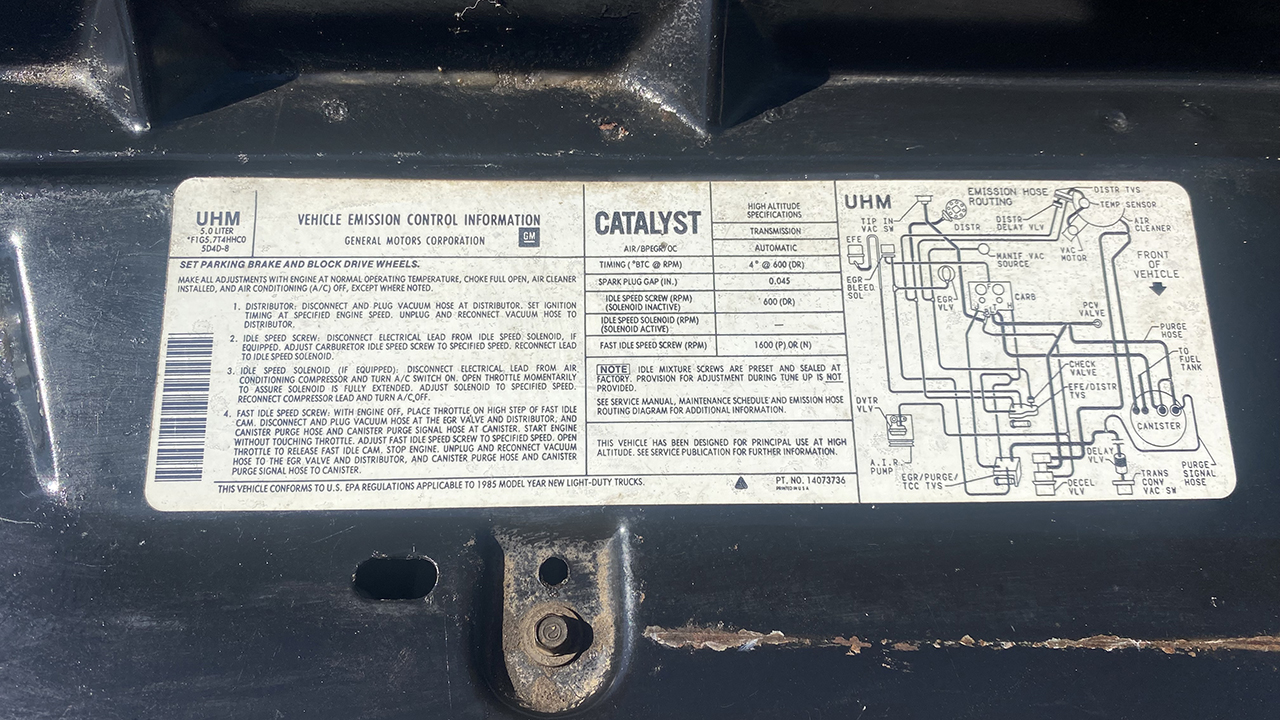 UHM
5.0 LITER
*F1G5.7T4HHC0
5D4D-8
VEHICLE EMISSION CONTROL INFORMATION
GENERAL MOTORS CORPORATION
GM
SET PARKING BRAKE AND BLOCK DRIVE WHEELS.
MAKE ALL ADJUSTMENTS WITH ENGINE AT NORMAL OPERATING TEMPERATURE, CHOKE FULL OPEN, AIR CLEANER
INSTALLED, AND AIR CONDITIONING (A/C) OFF, EXCEPT WHERE NOTED.
1. DISTRIBUTOR: DISCONNECT AND PLUG VACUUM HOSE AT DISTRIBUTOR. SET IGNITION
TIMING AT SPECIFIED ENGINE SPEED. UNPLUG AND RECONNECT VACUUM HOSE TO
DISTRIBUTOR.
2. IDLE SPEED SCREW: DISCONNECT ELECTRICAL LEAD FROM IDLE SPEED SOLENOID, IF
EQUIPPED. ADJUST CARBURETOR IDLE SPEED SCREW TO SPECIFIED SPEED. RECONNECT LEAD
TO IDLE SOLENOID.
3. IDLE SPEED SOLENOID (IF EQUIPPED): DISCONNECT ELECTRICAL LEAD FROM AIR
CONDITIONING COMPRESSOR AND TURN A/C SWITCH ON. OPEN THROTTLE MOMENTARILY
TO ASSURE SOLENOID IS FULLY EXTENDED. ADJUST SOLENOID TO SPECIFIED SPEED.
RECONNECT COMPRESSOR LEAD AND TURN A/C OFF.
4. FAST IDLE SPEED SCREW: WITH ENGINE OFF, PLACE THROTTLE ON HIGH STEP OF FAST IDLE
CAM. DISCONNECT AND PLUG VACUUM HOSE AT THE EGR VALVE AND DISTRIBUTOR, AND
CANISTER PURGE HOSE AND CANISTER PURGE SIGNAL HOSE AT CANISTER. START ENGINE
WITHOUT TOUCHING THROTTLE. ADJUST FAST IDLE SPEED SCREW TO SPECIFIED SPEED. OPEN
THROTTLE TO RELEASE FAST IDLE CAM. STOP ENGINE. UNPLUG AND RECONNECT VACUUM
HOSE TO THE EGR VALVE AND DISTRIBUTOR, AND CANISTER PURGE HOSE AND CANISTER
PURGE SIGNAL HOSE TO CANISTER.
THIS VEHICLE CONFORMS TO U.S. EPA REGULATIONS APPLICABLE TO 1985 MODEL YEAR NEW LIGHT-DUTY TRUCKS.
CATALYST
AIR/BPEGR/OC
HIGH ALTITUDE
SPECIFICATIONS
TRANSMISSION
AUTOMATIC
TIMING (°BTC @ RPM) 4° @ 600 (DR)
SPARK PLUG GAP (IN.) 0.045
IDLE SPEED SCREW (RPM)
(SOLENOID INACTIVE) 600 (DR)
IDLE SPEED SOLENOID (RPM)
(SOLENOID ACTIVE) —
FAST IDLE SPEED SCREW (RPM) 1600 (P) OR (N)
NOTE IDLE MIXTURE SCREWS ARE PRESET AND SEALED AT
FACTORY. PROVISION FOR ADJUSTMENT DURING TUNE UP IS NOT
PROVIDED.
SEE SERVICE MANUAL, MAINTENANCE SCHEDULE AND EMISSION HOSE
ROUTING DIAGRAM FOR ADDITIONAL INFORMATION.
THIS VEHICLE HAS BEEN DESIGNED FOR PRINCIPAL USE AT HIGH
ALTITUDE. SEE SERVICE PUBLICATION FOR FURTHER INFORMATION.
PT. NO. 14073736
PRINTED IN U S A
UHM
EMISSION HOSE
ROUTING
DISTR TVS
TEMP SENSOR
TIP IN
VAC SW
DISTR
DISTR
DELAY VLV
AIR
CLEANER
EFE
VAC
MOTOR
MANIF VAC
SOURCE
FRONT
OF
VEHICLE
EGR
BLEED
SOL
EGR
VLV
CARB
PCV
VALVE
PURGE
HOSE
TO
FUEL
TANK
CHECK
VALVE
EFE/DISTR
TVS
DVTR
VLV
CANISTER
DELAY
VLV
A.I.R.
PUMP
EGR/PURGE/
TCC TVS
DECEL
VLV
TRANS
CONV
VAC SW
PURGE
SIGNAL
HOSE